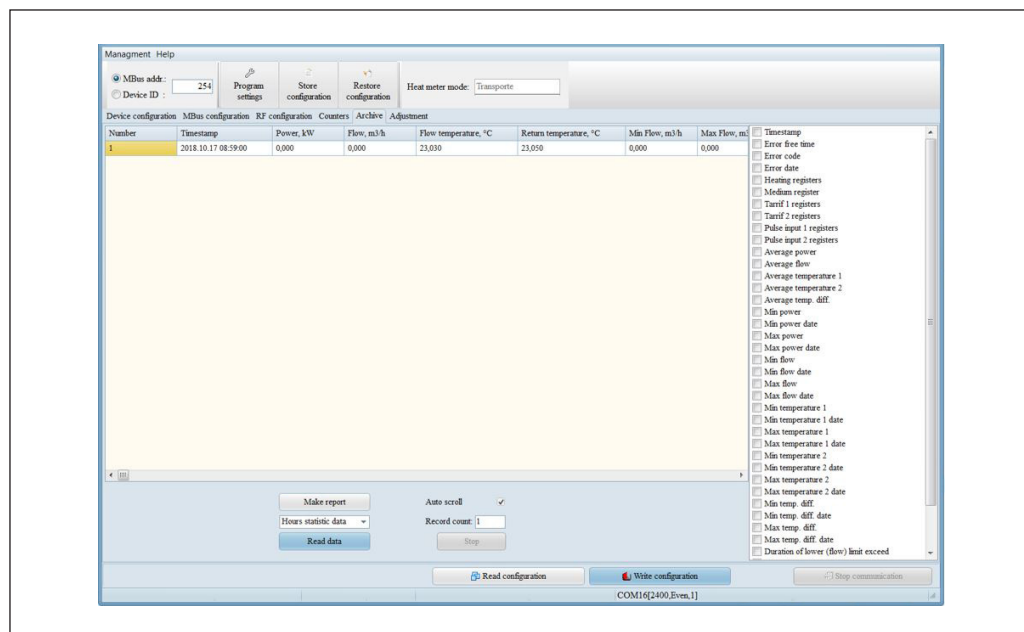 Managment Help
MBus addr.: 254
Device ID :
Program settings
Store configuration
Restore configuration
Heat meter mode: Transporte
Device configuration MBus configuration RF configuration Counters Archive Adjustment
Number Timestamp Power, kW Flow, m3/h Flow temperature, °C Return temperature, °C Min Flow, m3/h Max Flow, m3
1 2018.10.17 08:59:00 0,000 0,000 23,030 23,050 0,000 0,000
Timestamp
Error free time
Error code
Error date
Heating registers
Medium register
Tarrif 1 registers
Tarrif 2 registers
Pulse input 1 registers
Pulse input 2 registers
Average power
Average flow
Average temperature 1
Average temperature 2
Average temp. diff.
Min power
Min power date
Max power
Max power date
Min flow
Min flow date
Max flow
Max flow date
Min temperature 1
Min temperature 1 date
Max temperature 1
Max temperature 1 date
Min temperature 2
Min temperature 2 date
Max temperature 2
Max temperature 2 date
Min temp. diff.
Min temp. diff. date
Max temp. diff.
Max temp. diff. date
Duration of lower (flow) limit exceed
Make report Auto scroll
Hours statistic data Record count: 1
Read data Stop
Read configuration Write configuration Stop communication
COM16[2400,Even,1]